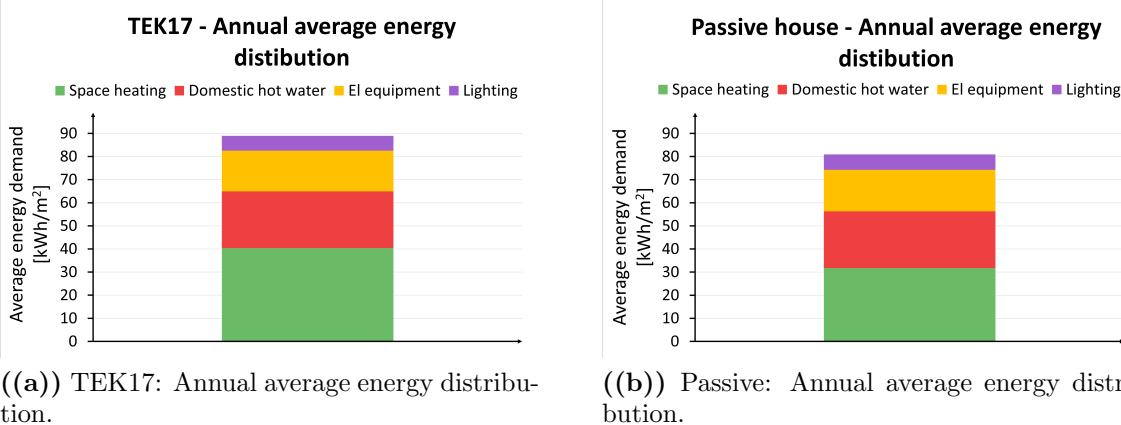 TEK17 - Annual average energy
distibution
Space heating Domestic hot water El equipment Lighting
Average energy demand
[kWh/m²]
90
80
70
60
50
40
30
20
10
0
((a)) TEK17: Annual average energy distribu-
tion.
Passive house - Annual average energy
distibution
Space heating Domestic hot water El equipment Lighting
Average energy demand
[kWh/m²]
90
80
70
60
50
40
30
20
10
0
((b)) Passive: Annual average energy distr
bution.